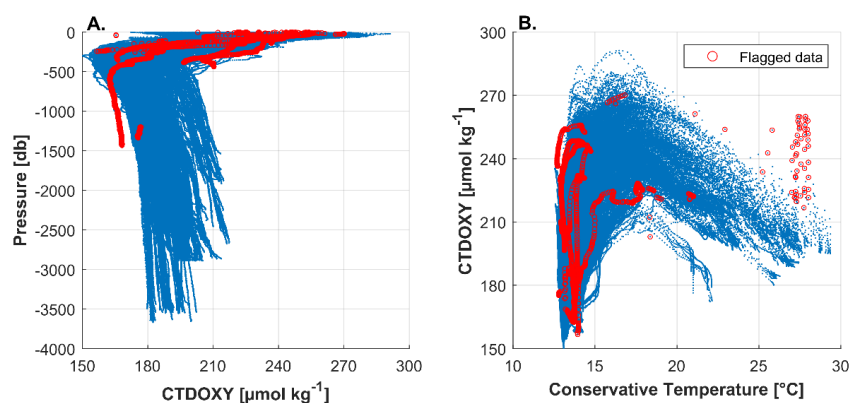 A.
0
-500
-1000
-1500
-2000
-2500
-3000
-3500
-4000
Pressure [db]
150 180 210 240 270 300
CTDOXY [µmol kg⁻¹]
B.
Flagged data
300
270
240
210
180
150
CTDOXY [µmol kg⁻¹]
10 15 20 25 30
Conservative Temperature [°C]